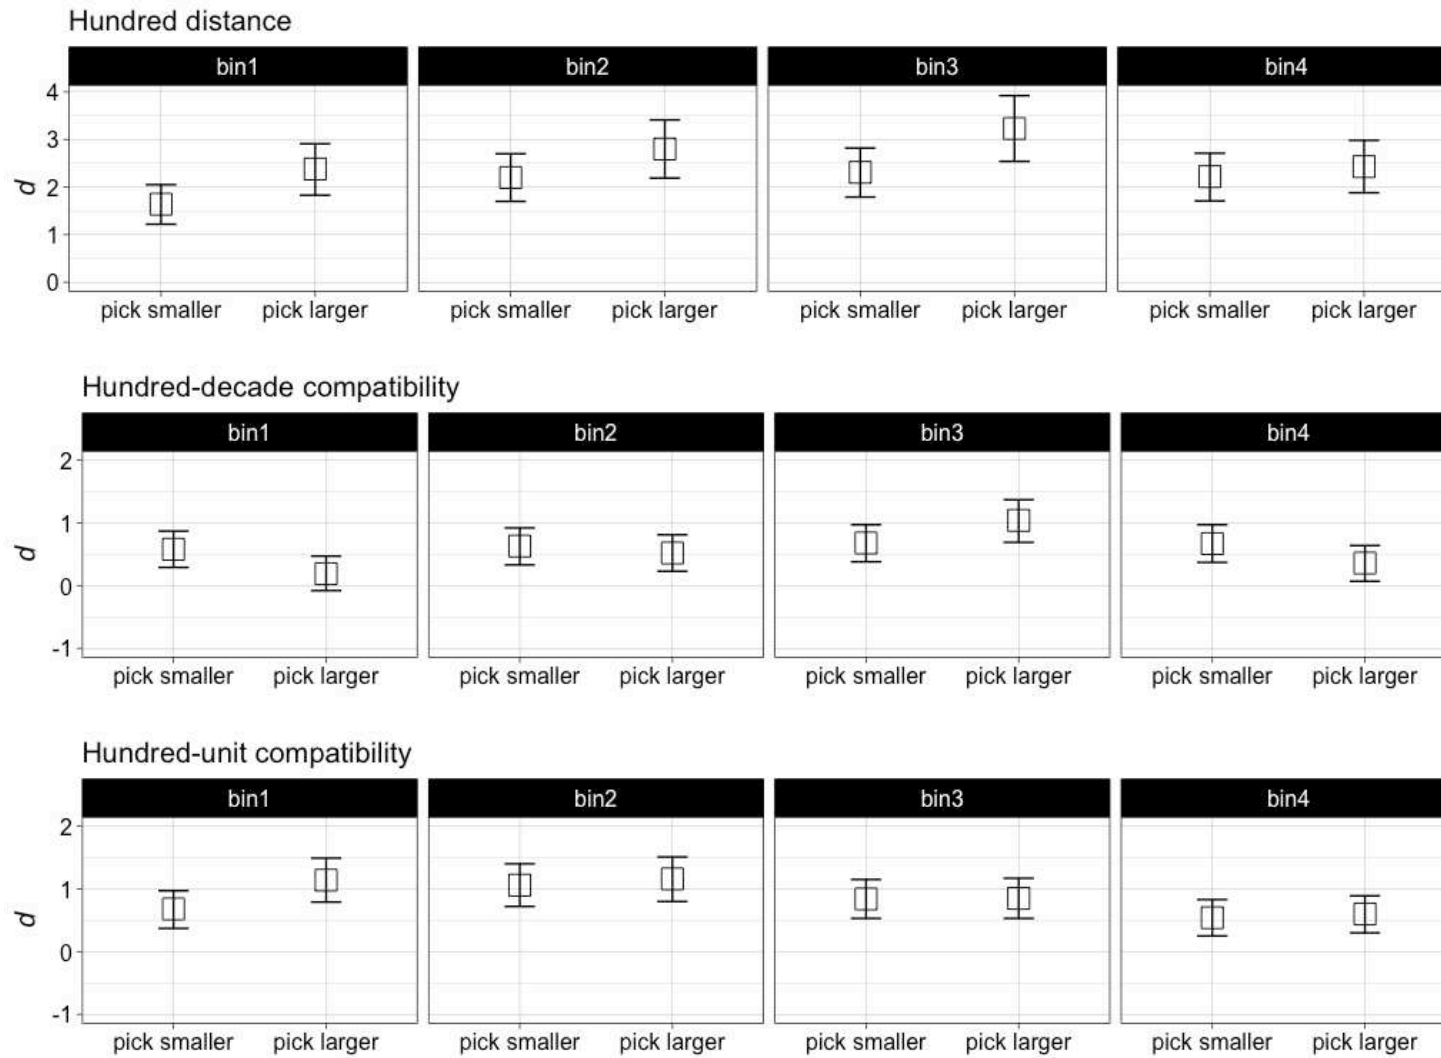 Hundred distance
bin1 bin2 bin3 bin4
4
3
2
1
0
d
pick smaller pick larger pick smaller pick larger pick smaller pick larger pick smaller pick larger
Hundred-decade compatibility
bin1 bin2 bin3 bin4
2
1
0
-1
d
pick smaller pick larger pick smaller pick larger pick smaller pick larger pick smaller pick larger
Hundred-unit compatibility
bin1 bin2 bin3 bin4
2
1
0
-1
d
pick smaller pick larger pick smaller pick larger pick smaller pick larger pick smaller pick larger